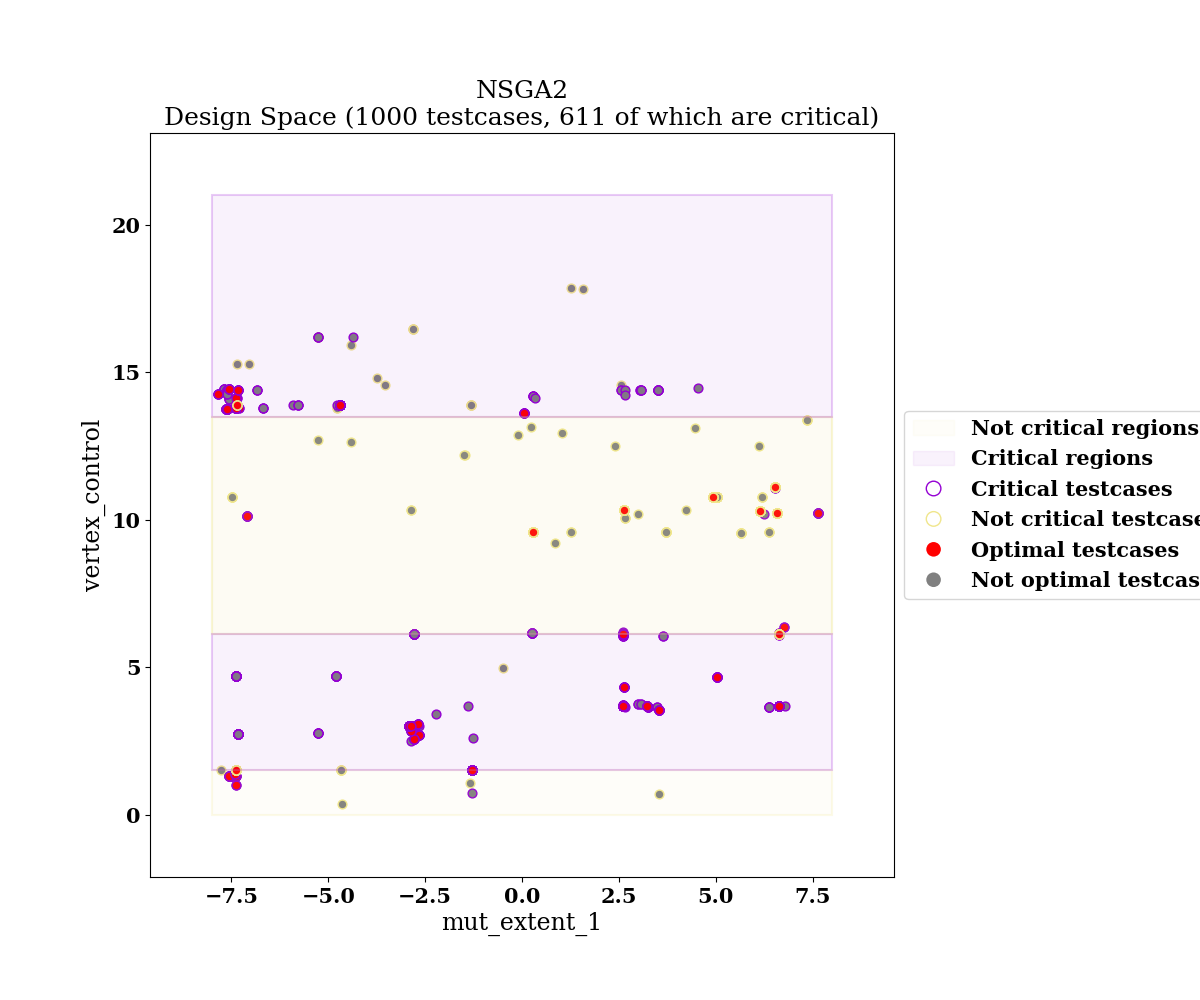 NSGA2
Design Space (1000 testcases, 611 of which are critical)
20
15
10
5
0
vertex_control
−7.5
−5.0
−2.5
0.0
2.5
5.0
7.5
mut_extent_1
Not critical regions
Critical regions
Critical testcases
Not critical testcase
Optimal testcases
Not optimal testcas